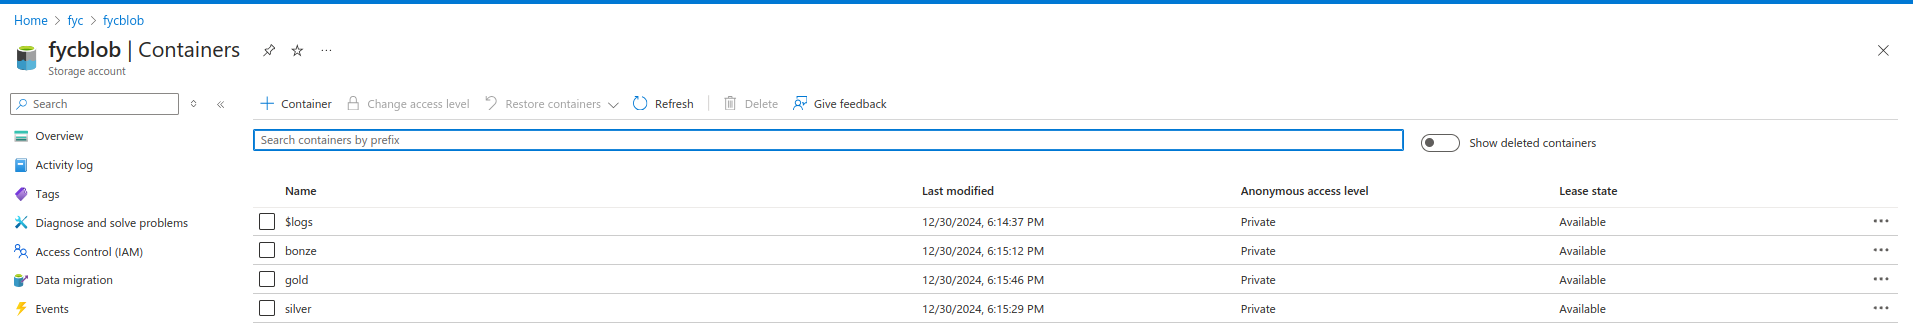 Home > fyc > fycblob
fycblob | Containers ...
Storage account
Search
Overview
Activity log
Tags
Diagnose and solve problems
Access Control (IAM)
Data migration
Events
Container Change access level Restore containers Refresh Delete Give feedback
Search containers by prefix
Show deleted containers
Name Last modified Anonymous access level Lease state
$logs 12/30/2024, 6:14:37 PM Private Available
bonze 12/30/2024, 6:15:12 PM Private Available
gold 12/30/2024, 6:15:46 PM Private Available
silver 12/30/2024, 6:15:29 PM Private Available